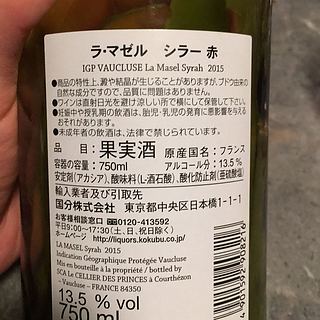 ラ・マゼル　シラー 赤
IGP VAUCLUSE La Masel Syrah 2015
●商品の特性上、澱や結晶が生じることがありますが、ブドウ由来の
自然な成分ですので、品質に問題はありません。
●ワインは直射日光を避け涼しい所で横にして保管して下さい。
●妊娠中や授乳期の飲酒は、胎児・乳児の発育に悪影響を与える
おそれがあります。
●未成年者の飲酒は、法律で禁じられています。
品目：果実酒 原産国名：フランス
容器の容量：750ml アルコール分：13.5%
安定剤(アカシア)、酸味料(L-酒石酸)、酸化防止剤(亜硫酸塩)
輸入業者及び引取先
国分株式会社 東京都中央区日本橋1-1-1
お客様相談窓口 0120-413592
平日9:00～17:30(土、日、祝日除く)
ホームページ http://liquors.kokubu.co.jp
LA MASEL Syrah 2015
Indication Géographique Protégée Vaucluse
Mis en bouteille à la propriété / bottled by
SCA LE CELLIER DES PRINCES à Courthézon
- Vaucluse - FRANCE 84350
13.5 % vol
750 ml
4901592908216